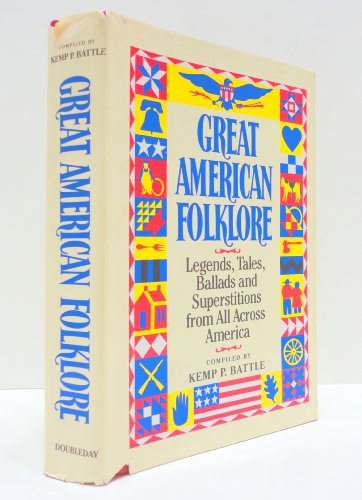 COMPILED BY
KEMP P. BATTLE
GREAT AMERICAN FOLKLORE
DOUBLEDAY
GREAT
AMERICAN
FOLKLORE:
Legends, Tales,
Ballads and
Superstitions
from All Across
America
COMPILED BY
KEMP P. BATTLE